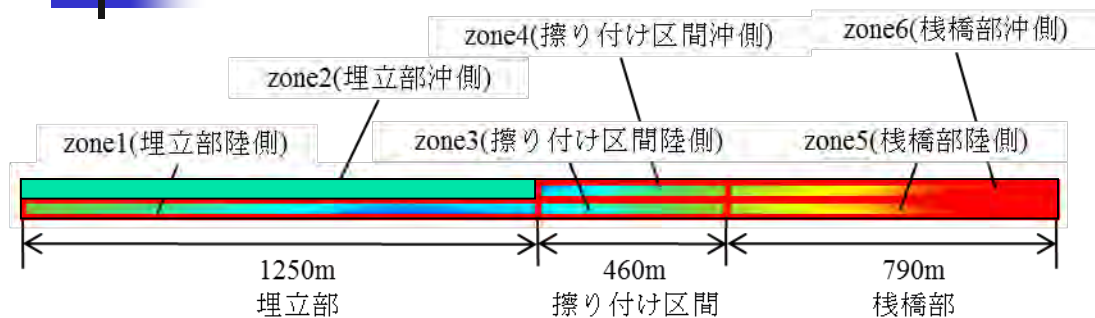 zone4(擦り付け区間沖側)
zone6(桟橋部沖側)
zone2(埋立部沖側)
zone1(埋立部陸側)
zone3(擦り付け区間陸側)
zone5(桟橋部陸側)
1250m
460m
790m
埋立部
擦り付け区間
桟橋部